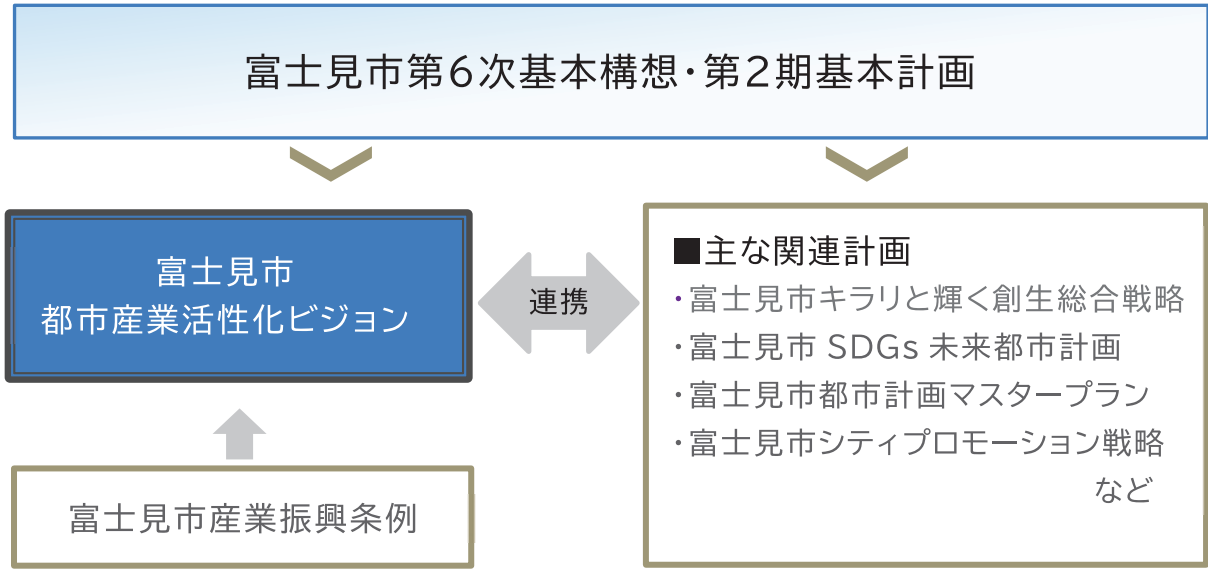 富士見市第6次基本構想・第2期基本計画
富士見市
都市産業活性化ビジョン
連携
■主な関連計画
・富士見市キラリと輝く創生総合戦略
・富士見市 SDGs 未来都市計画
・富士見市都市計画マスタープラン
・富士見市シティプロモーション戦略
など
富士見市産業振興条例